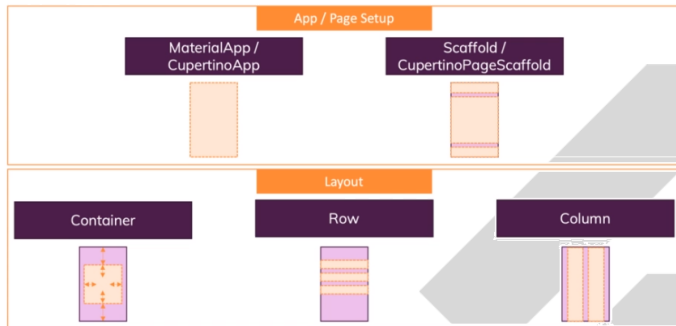 App / Page Setup
MaterialApp /
CupertinoApp
Scaffold /
CupertinoPageScaffold
Layout
Container
Row
Column